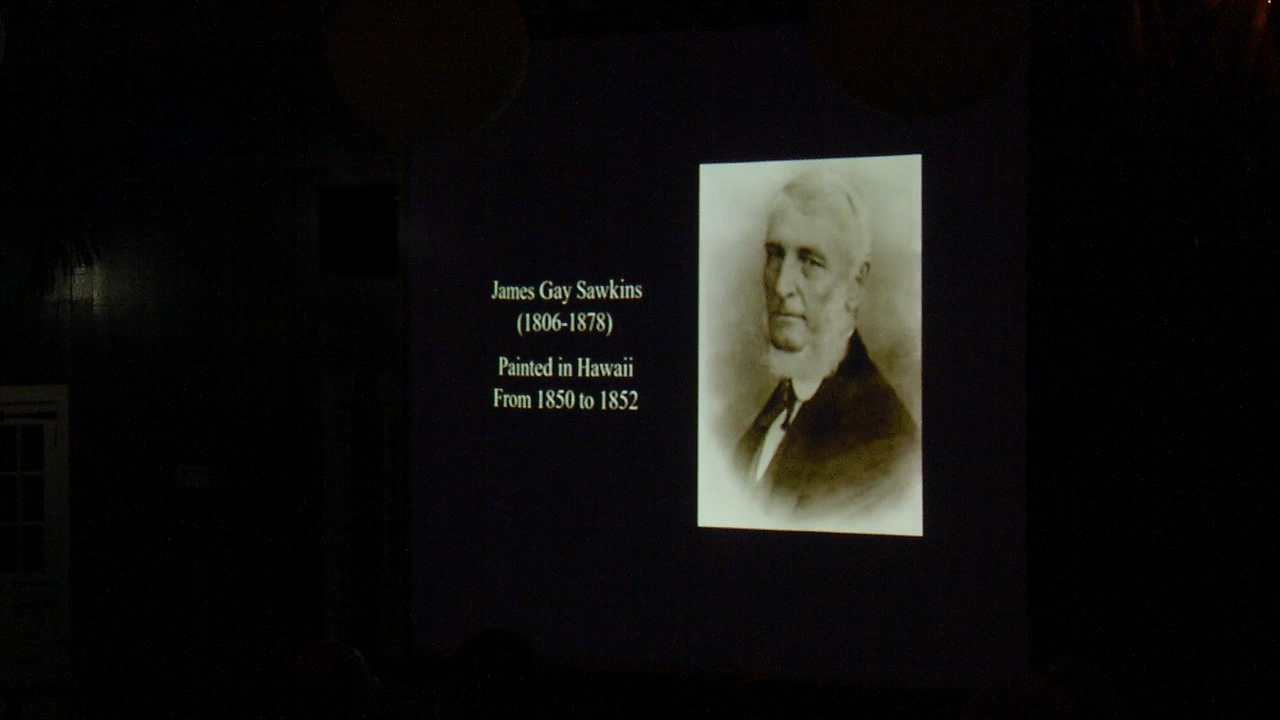 James Gay Sawkins
(1806-1878)
Painted in Hawaii
From 1850 to 1852